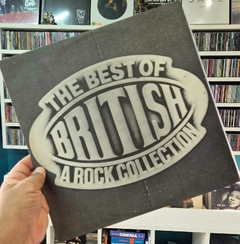 THE BEST OF
BRITISH
A ROCK COLLECTION